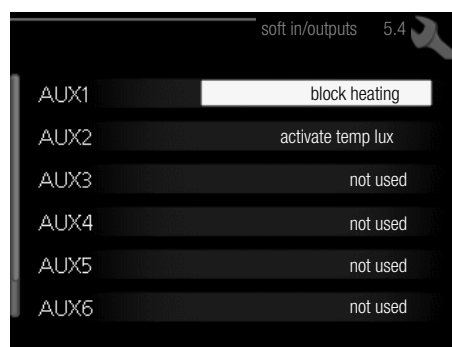 soft in/outputs 5.4
AUX1 block heating
AUX2 activate temp lux
AUX3 not used
AUX4 not used
AUX5 not used
AUX6 not used